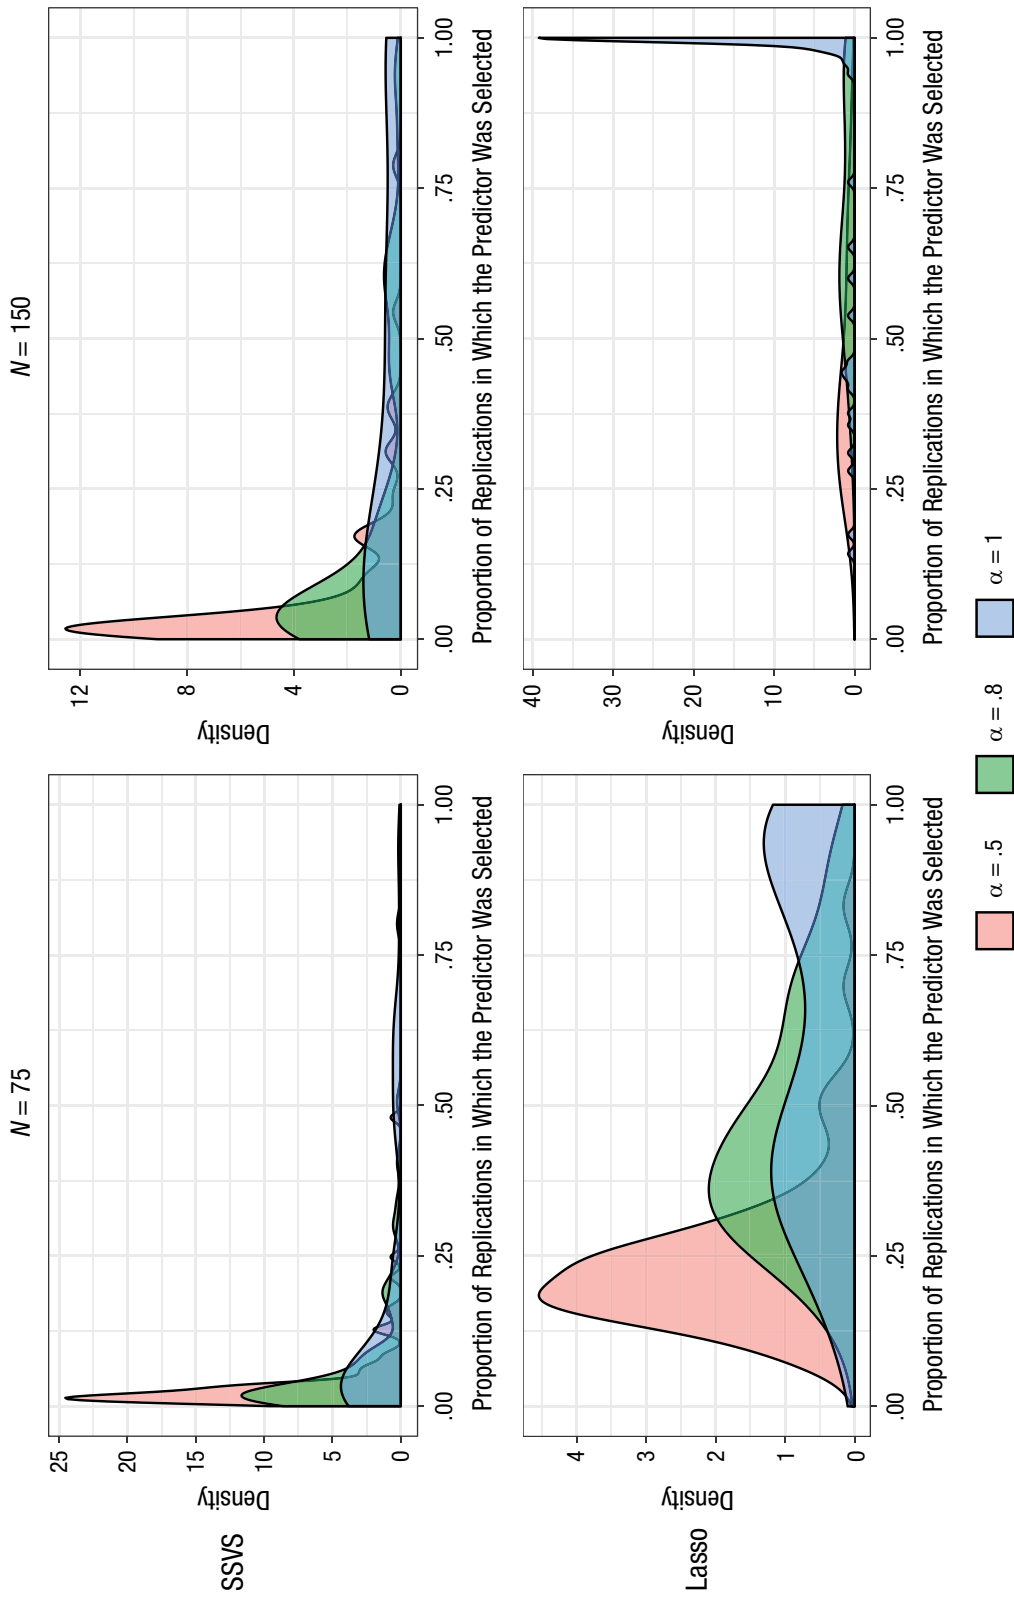 N = 75
N = 150
SSVS
Density
25
20
15
10
5
0
.00
.25
.50
.75
1.00
Proportion of Replications in Which the Predictor Was Selected
Density
12
8
4
0
.00
.25
.50
.75
1.00
Proportion of Replications in Which the Predictor Was Selected
Lasso
Density
4
3
2
1
0
.00
.25
.50
.75
1.00
Proportion of Replications in Which the Predictor Was Selected
Density
40
30
20
10
0
.00
.25
.50
.75
1.00
Proportion of Replications in Which the Predictor Was Selected
α = .5
α = .8
α = 1